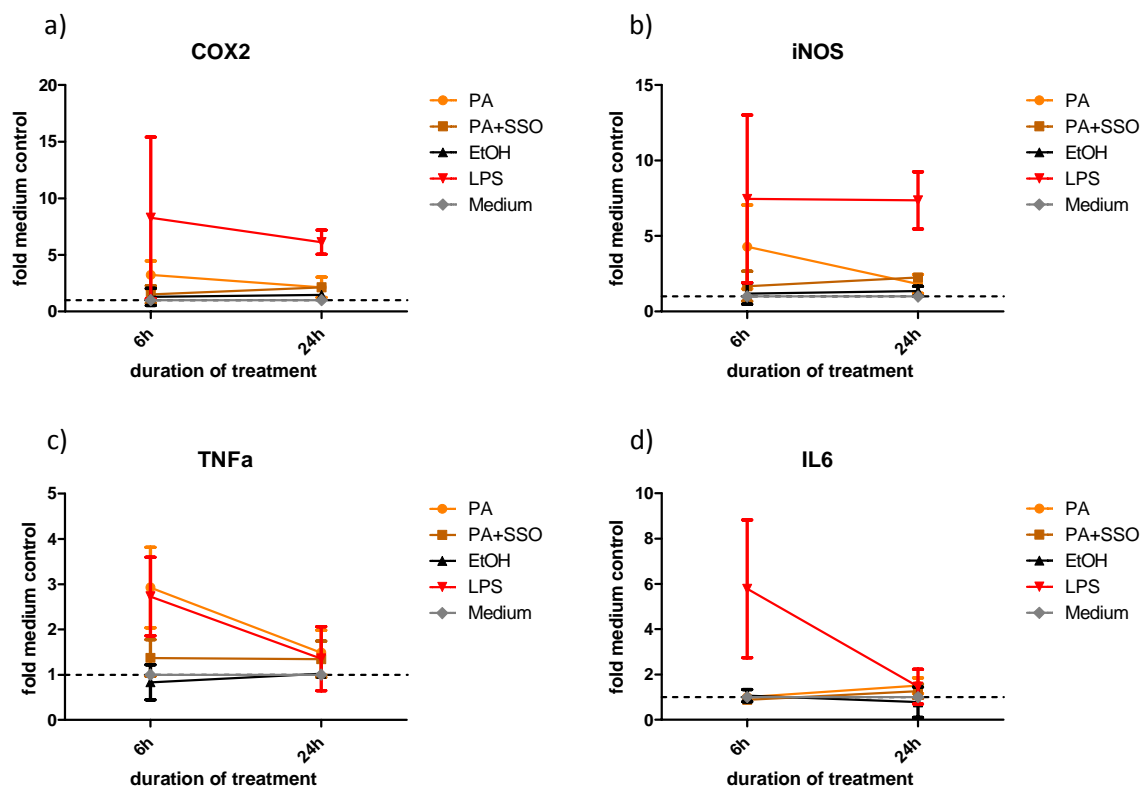 a)
COX2
fold medium control
20
15
10
5
0
6h
24h
duration of treatment
PA
PA+SSO
EtOH
LPS
Medium
b)
iNOS
fold medium control
15
10
5
0
6h
24h
duration of treatment
PA
PA+SSO
EtOH
LPS
Medium
c)
TNFa
fold medium control
5
4
3
2
1
0
6h
24h
duration of treatment
PA
PA+SSO
EtOH
LPS
Medium
d)
IL6
fold medium control
10
8
6
4
2
0
6h
24h
duration of treatment
PA
PA+SSO
EtOH
LPS
Medium